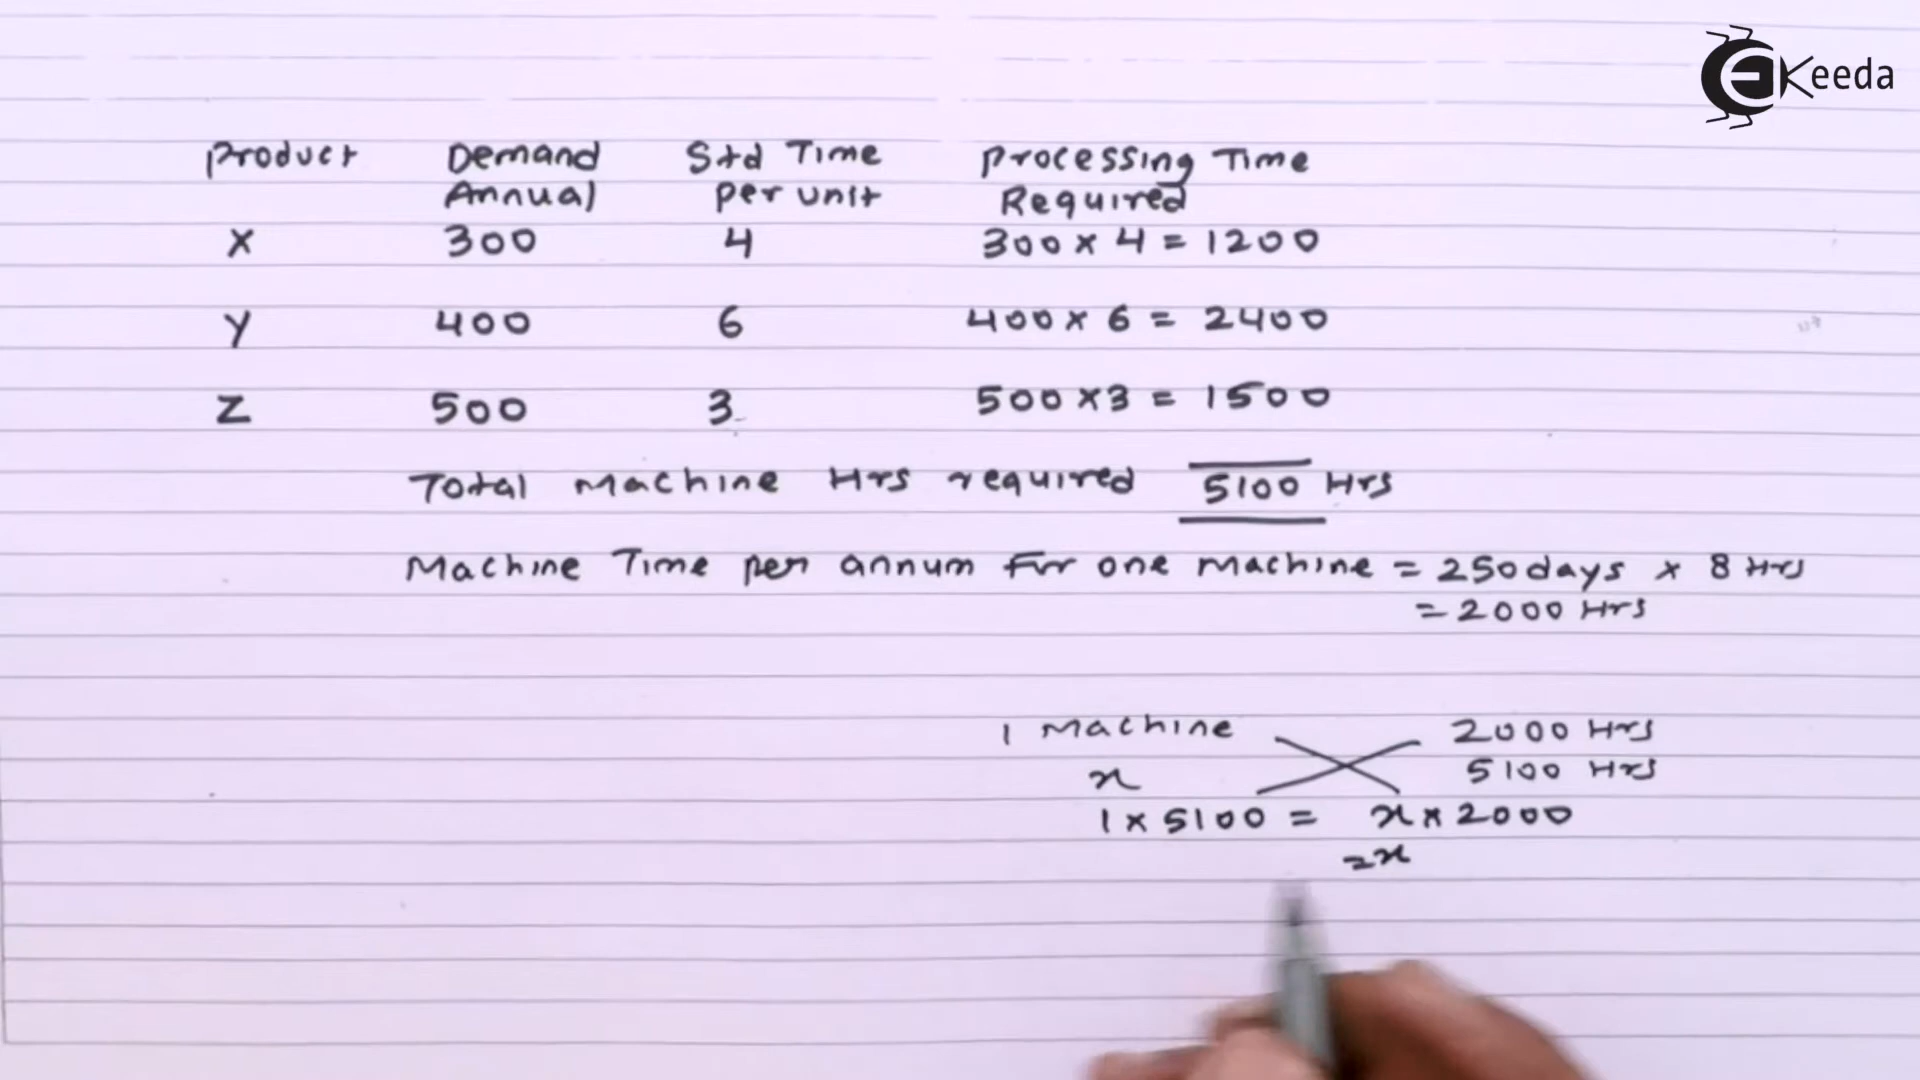 EKeeda
Product Demand Annual Std Time per unit Processing Time Required
X 300 4 300 × 4 = 1200
Y 400 6 400 × 6 = 2400
Z 500 3 500 × 3 = 1500
Total Machine Hrs required 5100 Hrs
Machine Time per annum For one machine = 250 days × 8 Hrs
= 2000 Hrs
1 Machine 2000 Hrs
x 5100 Hrs
1 × 5100 = x × 2000
= x